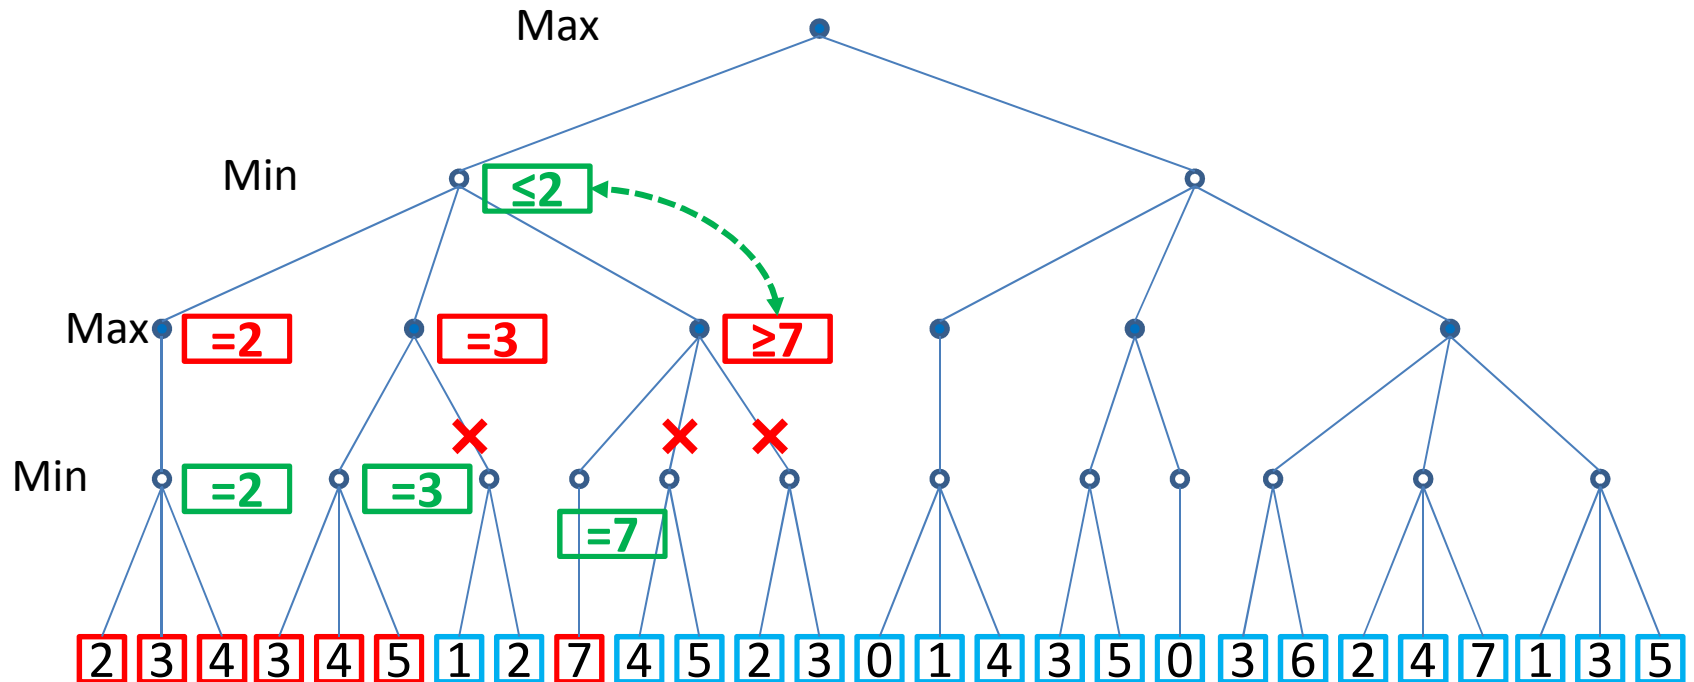 Max
Min ≤2
Max =2 =3 ≥7
Min =2 =3
=7
2 3 4 3 4 5 1 2 7 4 5 2 3 0 1 4 3 5 0 3 6 2 4 7 1 3 5